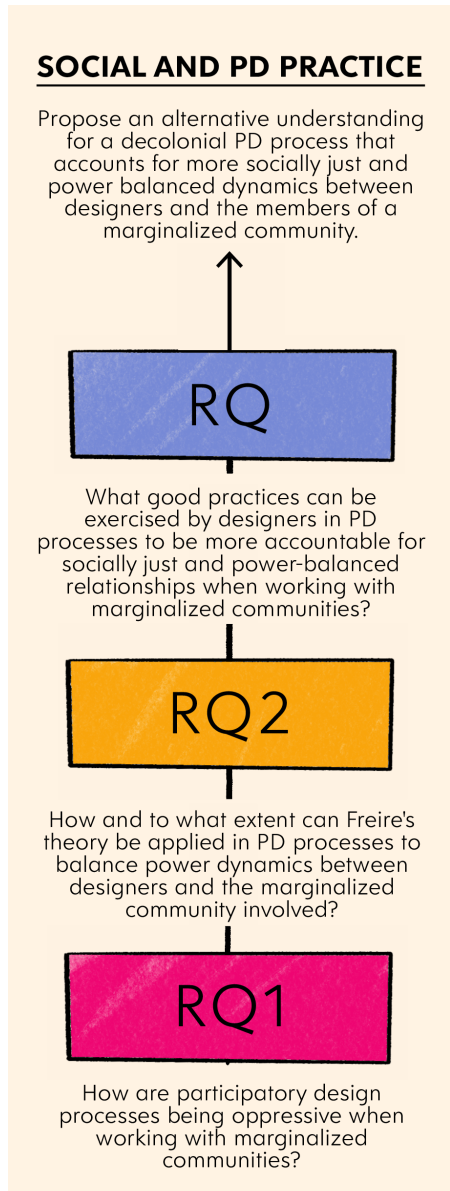 SOCIAL AND PD PRACTICE
Propose an alternative understanding
for a decolonial PD process that
accounts for more socially just and
power balanced dynamics between
designers and the members of a
marginalized community.
RQ
What good practices can be
exercised by designers in PD
processes to be more accountable for
socially just and power-balanced
relationships when working with
marginalized communities?
RQ2
How and to what extent can Freire's
theory be applied in PD processes to
balance power dynamics between
designers and the marginalized
community involved?
RQ1
How are participatory design
processes being oppressive when
working with marginalized
communities?